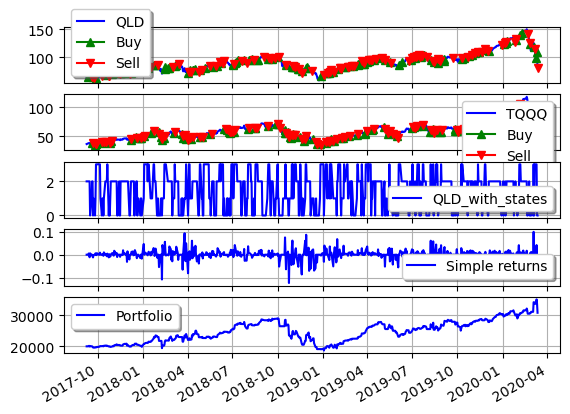 QLD
Buy
Sell
150
100
TQQQ
Buy
Sell
100
50
QLD_with_states
2
0
Simple returns
0.1
0.0
−0.1
Portfolio
30000
20000
2017-10
2018-01
2018-04
2018-07
2018-10
2019-01
2019-04
2019-07
2019-10
2020-01
2020-04